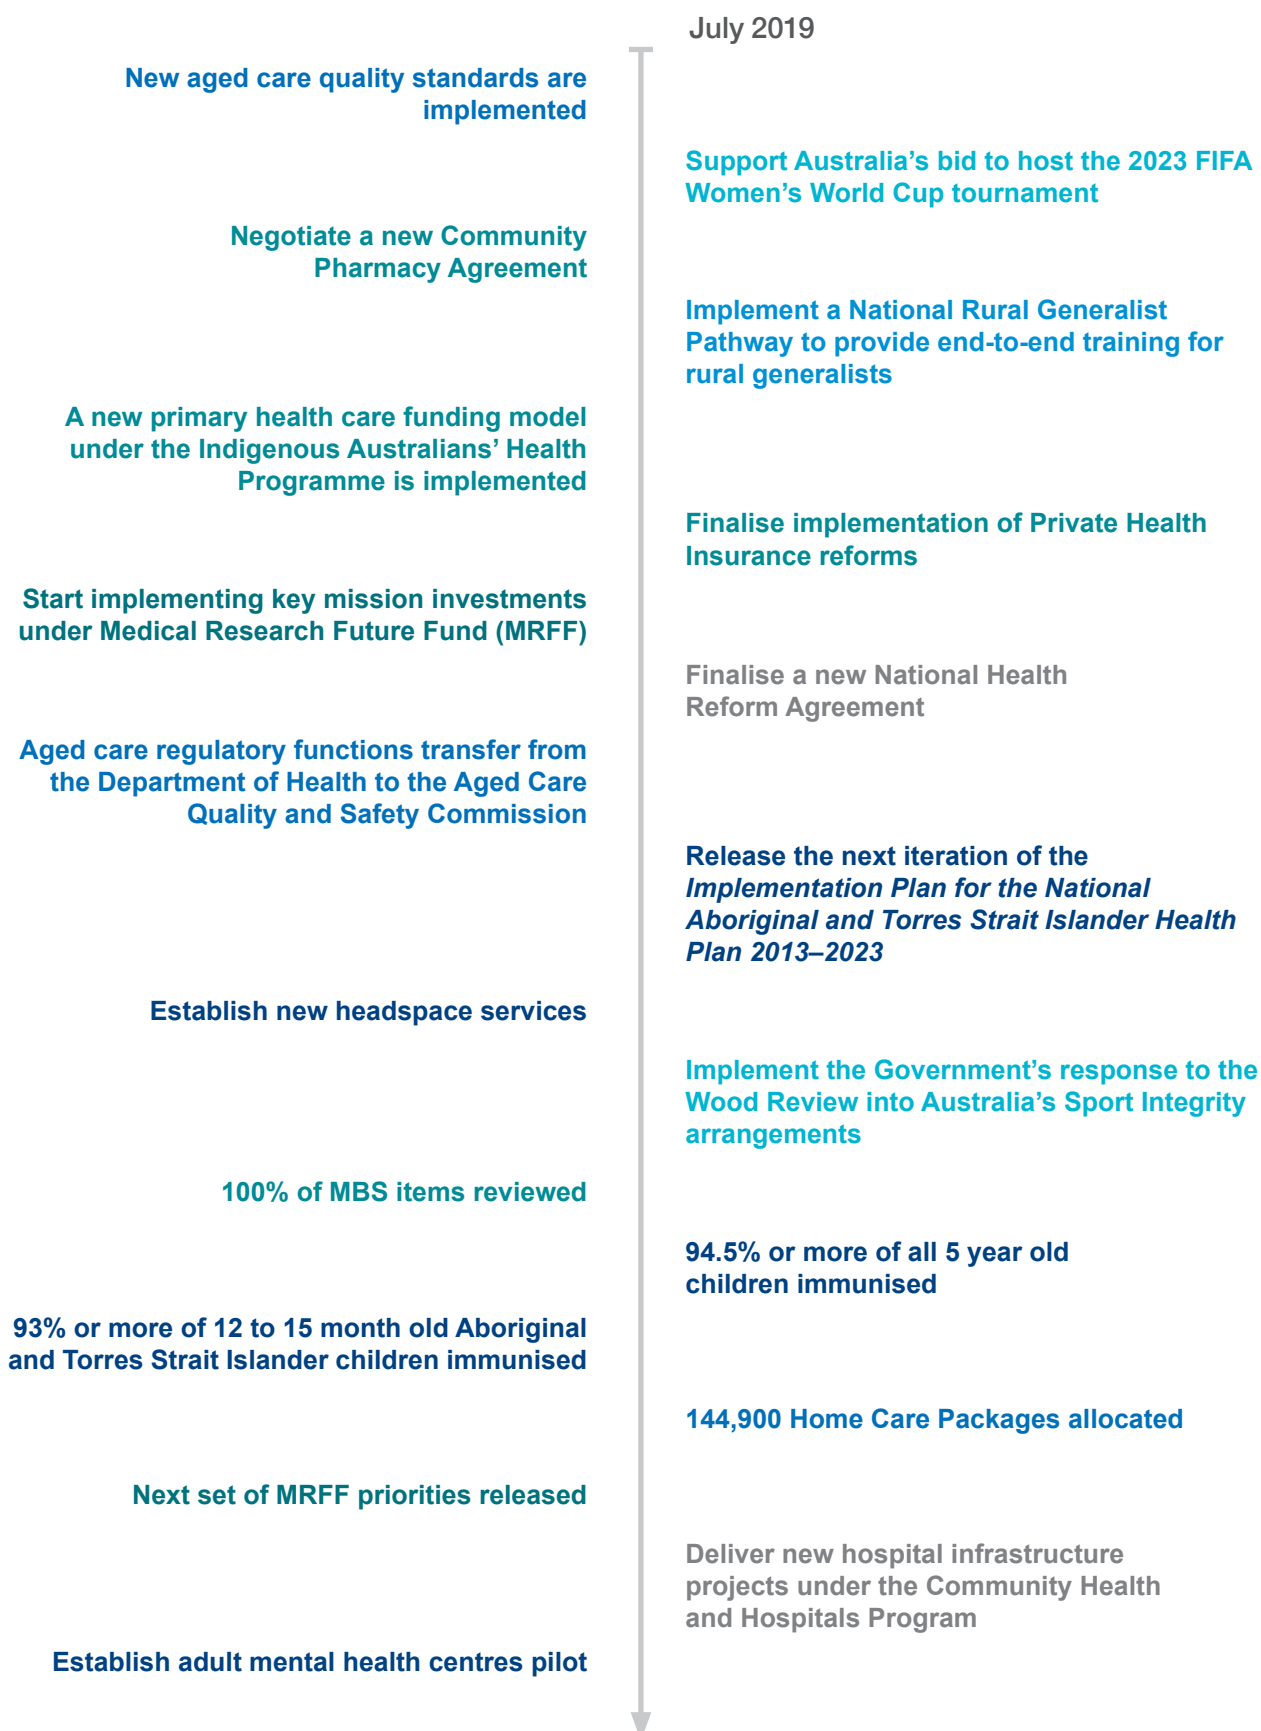 July 2019
New aged care quality standards are
implemented
Support Australia’s bid to host the 2023 FIFA
Women’s World Cup tournament
Negotiate a new Community
Pharmacy Agreement
Implement a National Rural Generalist
Pathway to provide end-to-end training for
rural generalists
A new primary health care funding model
under the Indigenous Australians’ Health
Programme is implemented
Finalise implementation of Private Health
Insurance reforms
Start implementing key mission investments
under Medical Research Future Fund (MRFF)
Finalise a new National Health
Reform Agreement
Aged care regulatory functions transfer from
the Department of Health to the Aged Care
Quality and Safety Commission
Release the next iteration of the
Implementation Plan for the National
Aboriginal and Torres Strait Islander Health
Plan 2013–2023
Establish new headspace services
Implement the Government’s response to the
Wood Review into Australia’s Sport Integrity
arrangements
100% of MBS items reviewed
94.5% or more of all 5 year old
children immunised
93% or more of 12 to 15 month old Aboriginal
and Torres Strait Islander children immunised
144,900 Home Care Packages allocated
Next set of MRFF priorities released
Deliver new hospital infrastructure
projects under the Community Health
and Hospitals Program
Establish adult mental health centres pilot